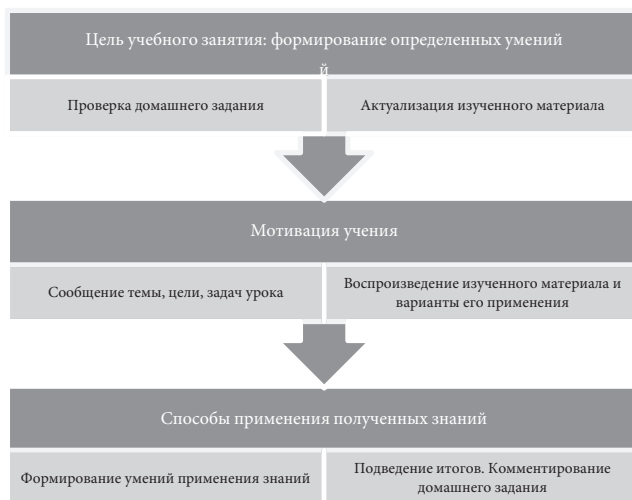 Цель учебного занятия: формирование определенных умений
й
Проверка домашнего задания
Актуализация изученного материала
Мотивация учения
Сообщение темы, цели, задач урока
Воспроизведение изученного материала и
варианты его применения
Способы применения полученных знаний
Формирование умений применения знаний
Подведение итогов. Комментирование
домашнего задания